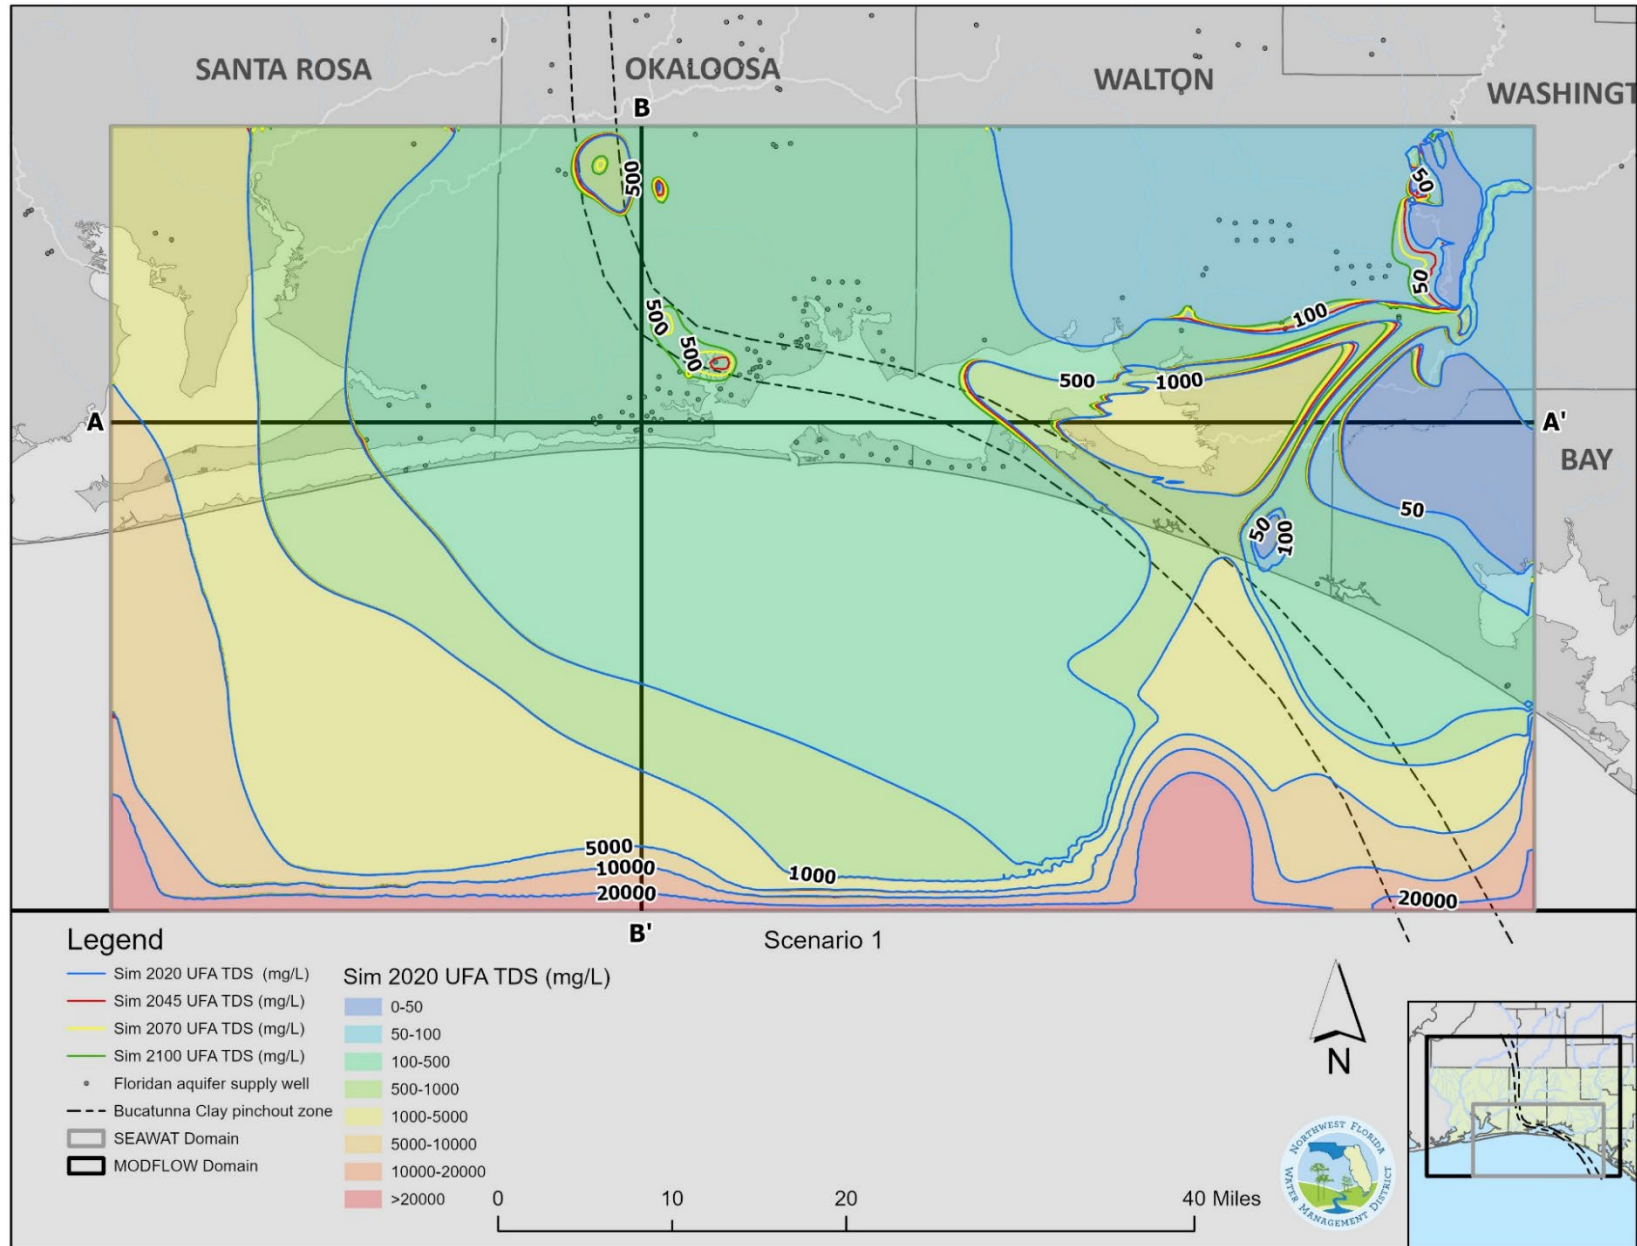 SANTA ROSA
OKALOOSA
WALTON
WASHINGT
B
500
50
50
100
500
500
500
1000
A
A'
BAY
50
50
100
5000
10000
1000
20000
20000
B'
Scenario 1
Legend
Sim 2020 UFA TDS (mg/L)
Sim 2045 UFA TDS (mg/L)
Sim 2070 UFA TDS (mg/L)
Sim 2100 UFA TDS (mg/L)
Floridan aquifer supply well
Bucatunna Clay pinchout zone
SEAWAT Domain
MODFLOW Domain
Sim 2020 UFA TDS (mg/L)
0-50
50-100
100-500
500-1000
1000-5000
5000-10000
10000-20000
>20000
0
10
20
40 Miles
N
NORTHWEST FLORIDA
WATER MANAGEMENT DISTRICT